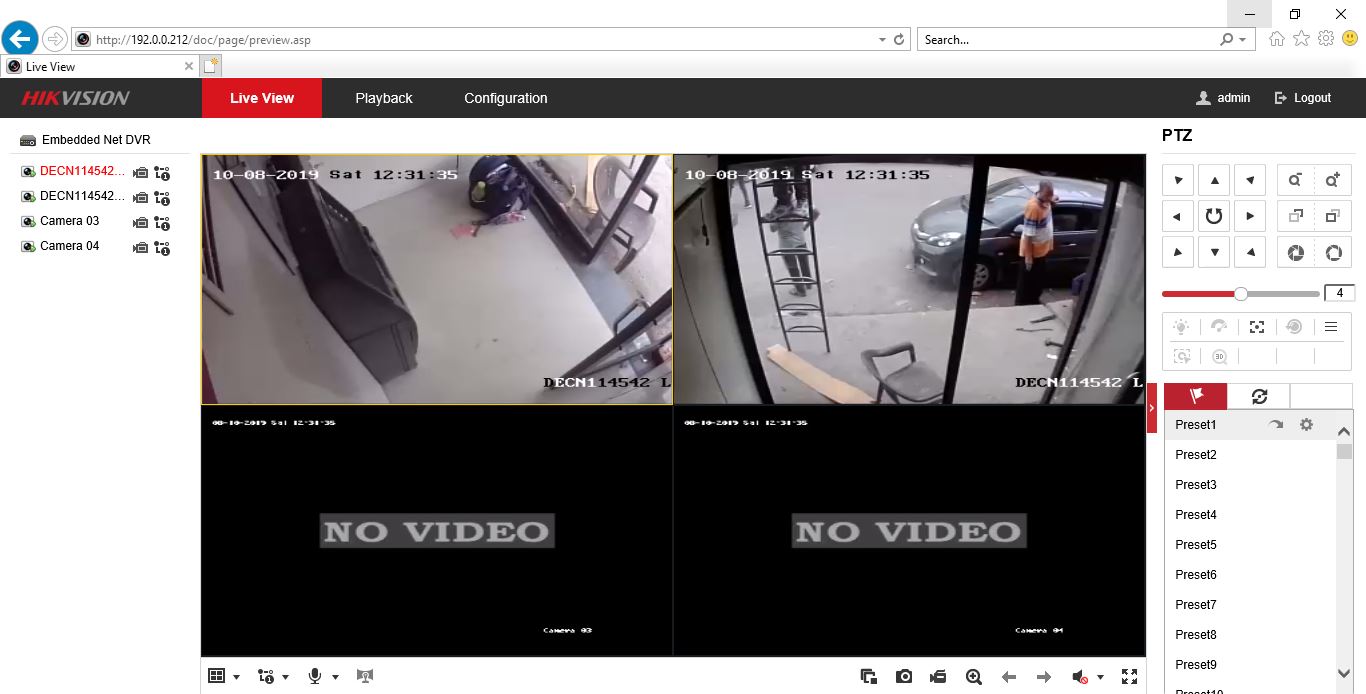 http://192.0.0.212/doc/page/preview.asp
Search...
Live View
HIKVISION
Live View
Playback
Configuration
admin
Logout
Embedded Net DVR
DECN114542...
DECN114542...
Camera 03
Camera 04
10-08-2019 Sat 12:31:35
DECN114542 L
10-08-2019 Sat 12:31:35
DECN114542 L
08-10-2019 Sat 12:31:35
NO VIDEO
Camera 03
08-10-2019 Sat 12:31:35
NO VIDEO
Camera 04
PTZ
4
3D
Preset1
Preset2
Preset3
Preset4
Preset5
Preset6
Preset7
Preset8
Preset9
Preset10